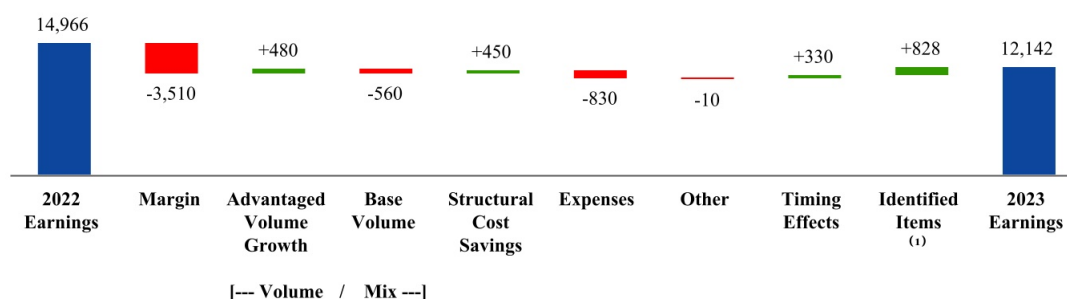 14,966
-3,510
+480
-560
+450
-830
-10
+330
+828
12,142
2022
Earnings
Margin
Advantaged
Volume
Growth
Base
Volume
Structural
Cost
Savings
Expenses
Other
Timing
Effects
Identified
Items
(1)
2023
Earnings
[--- Volume / Mix ---]